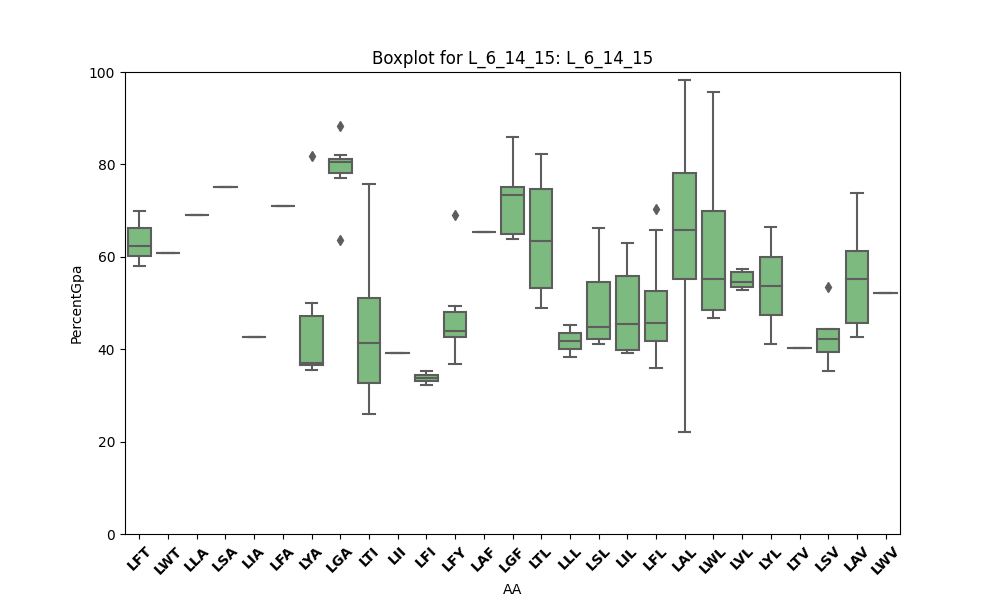 Boxplot for L_6_14_15: L_6_14_15
PercentGpa
100
80
60
40
20
0
LFT LWT LLA LSA LIA LFA LYA LGA LTI LII LFI LFY LAF LGF LTL LLL LSL LIL LFL LAL LWL LVL LYL LTV LSV LAV LWV
AA